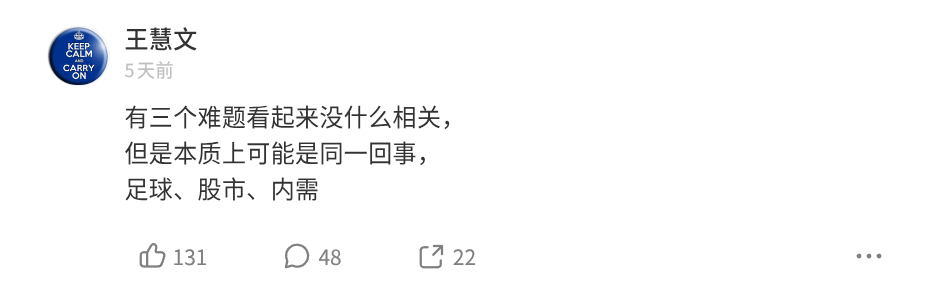 KEEP
CALM
AND
CARRY
ON
王慧文
5天前
有三个难题看起来没什么相关，
但是本质上可能是同一回事，
足球、股市、内需
131
48
22